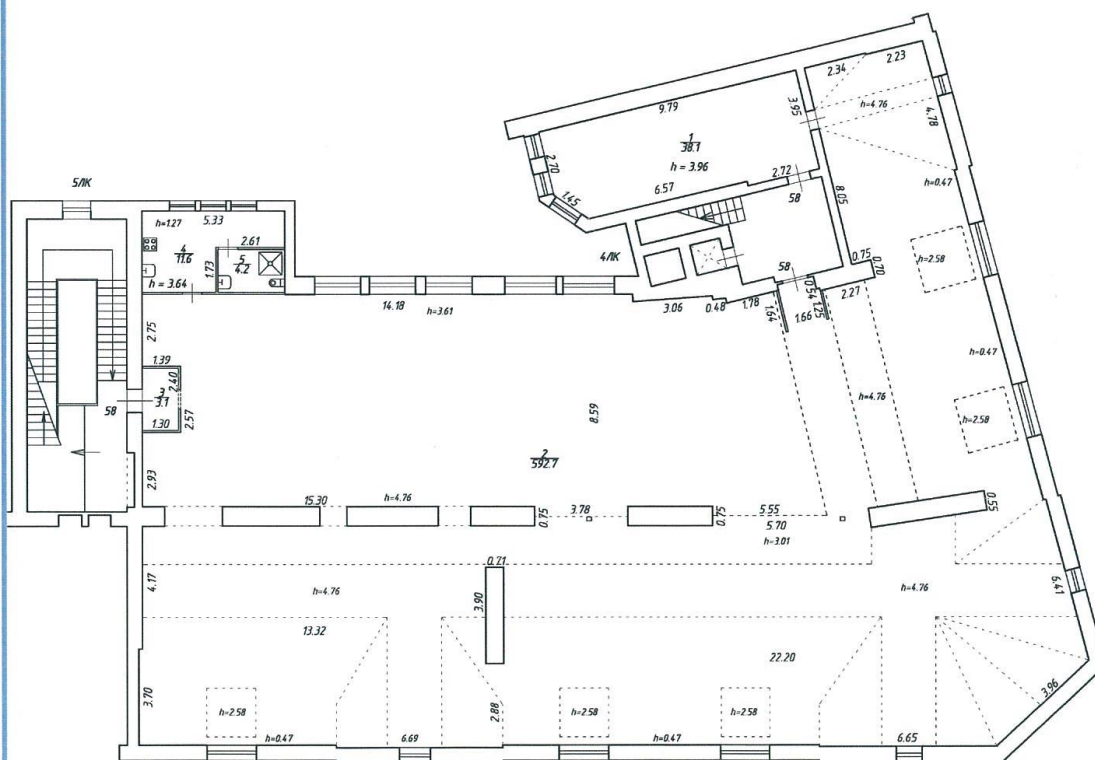 2.34
2.23
9.79
3.95
h=4.76
4.78
1
38.1
h = 3.96
2.70
1.45
6.57
2.72
58
8.05
h=0.47
5ЛК
h=1.27
5.33
2.61
4
11.6
5
4.2
1.73
h = 3.64
4ЛК
58
0.75
0.70
h=2.58
2.27
14.18
h=3.61
3.06
0.48
1.78
1.64
0.54
1.66
1.25
2.75
1.39
2.40
3
3.1
58
1.30
2.57
8.59
h=4.76
h=0.47
h=2.58
2
592.7
2.93
15.30
h=4.76
0.75
3.78
0.75
5.55
5.70
h=3.01
0.55
4.17
0.71
h=4.76
3.90
h=4.76
6.41
13.32
22.20
3.70
h=2.58
2.88
h=2.58
h=2.58
3.96
h=0.47
6.69
h=0.47
6.65